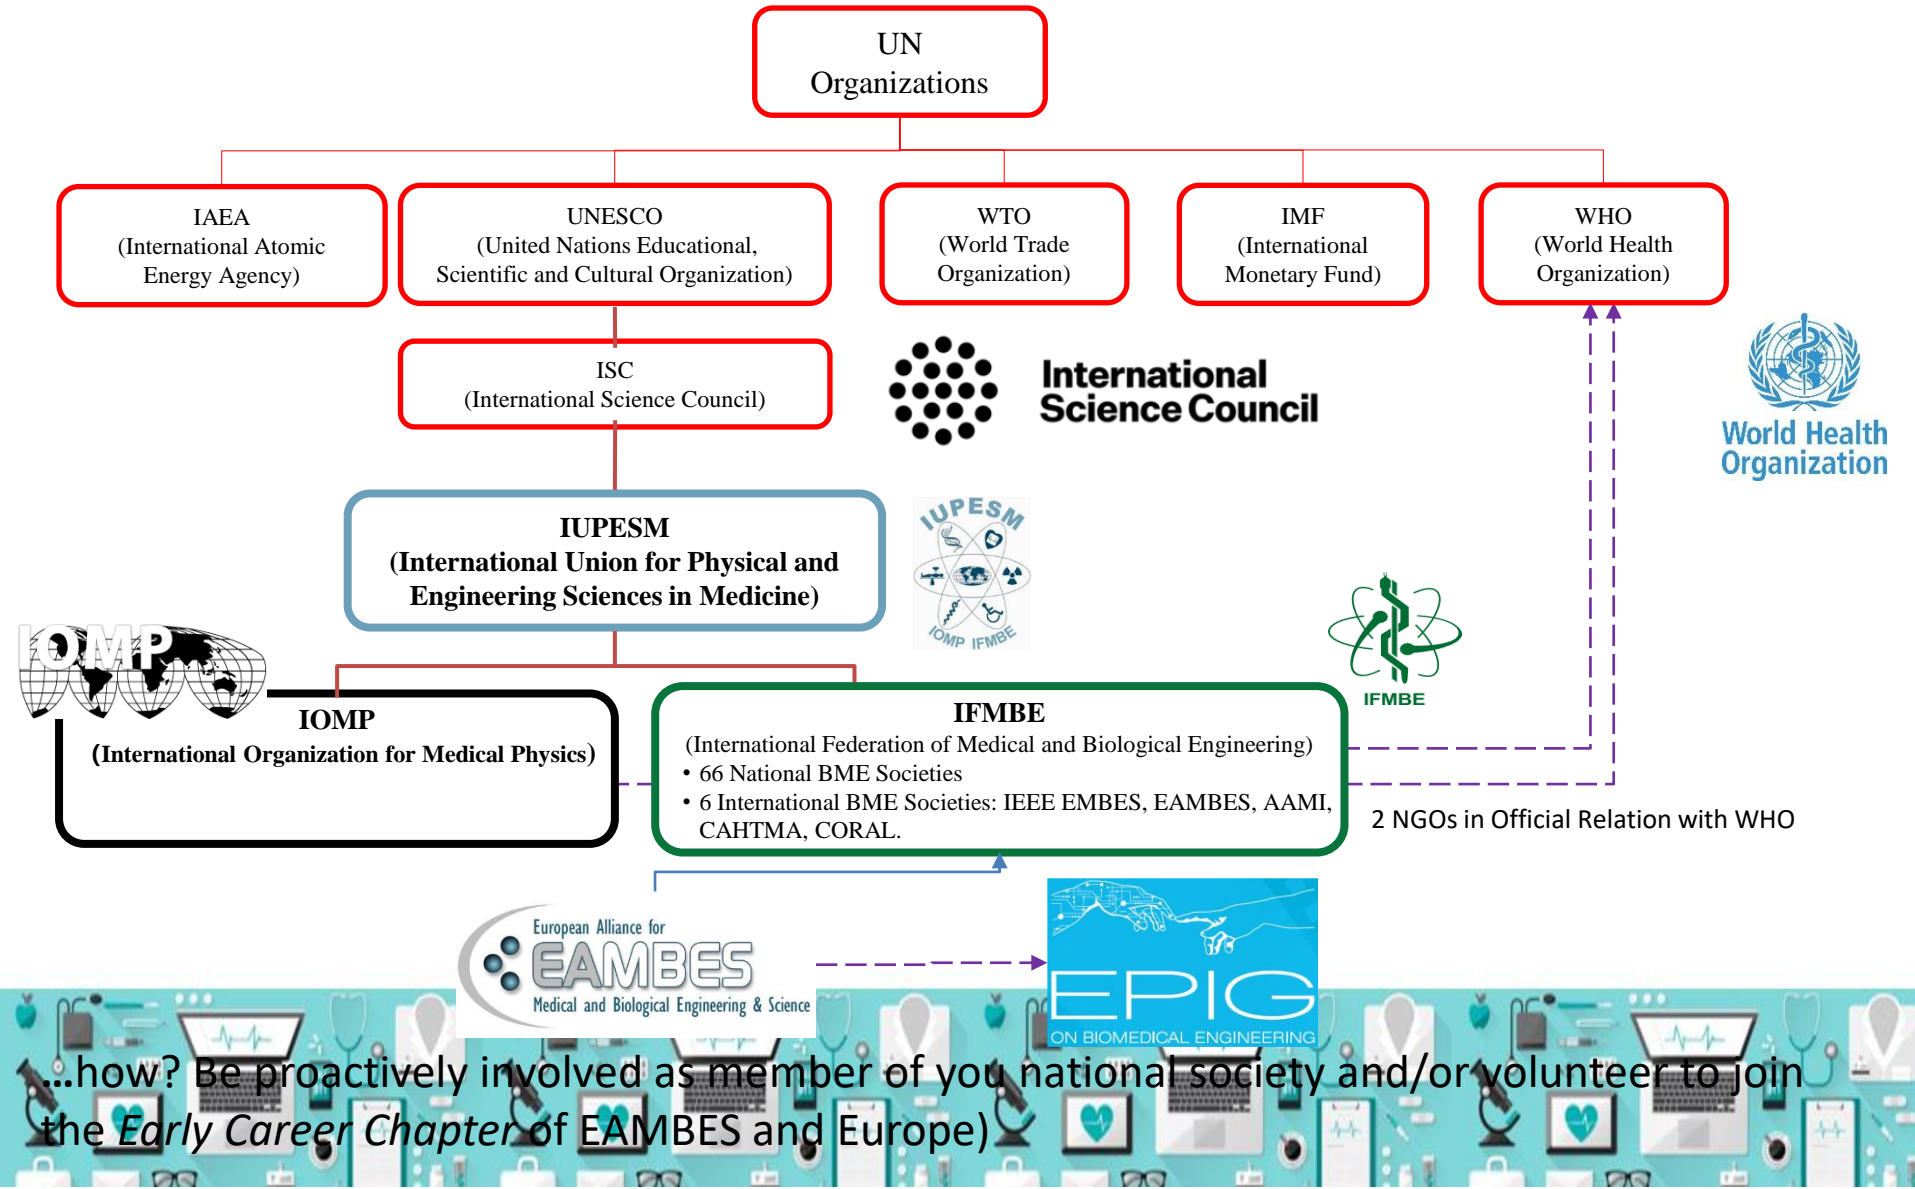 UN
Organizations
IAEA
(International Atomic
Energy Agency)
UNESCO
(United Nations Educational,
Scientific and Cultural Organization)
WTO
(World Trade
Organization)
IMF
(International
Monetary Fund)
WHO
(World Health
Organization)
ISC
(International Science Council)
International
Science Council
World Health
Organization
IUPESM
(International Union for Physical and
Engineering Sciences in Medicine)
IUPESM
IOMP IFMBE
IFMBE
IOMP
IOMP
(International Organization for Medical Physics)
IFMBE
(International Federation of Medical and Biological Engineering)
• 66 National BME Societies
• 6 International BME Societies: IEEE EMBES, EAMBES, AAMI,
CAHTMA, CORAL.
2 NGOs in Official Relation with WHO
European Alliance for
EAMBES
Medical and Biological Engineering & Science
EPIG
ON BIOMEDICAL ENGINEERING
...how? Be proactively involved as member of you national society and/or volunteer to join
the Early Career Chapter of EAMBES and Europe)